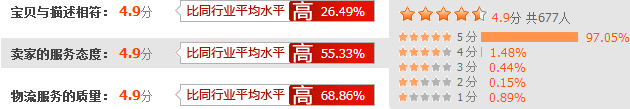 宝贝与描述相符： 4.9分 比同行业平均水平 高 26.49%
卖家的服务态度： 4.9分 比同行业平均水平 高 55.33%
物流服务的质量： 4.9分 比同行业平均水平 高 68.86%
4.9分 共677人
5分 97.05%
4分 1.48%
3分 0.44%
2分 0.15%
1分 0.89%